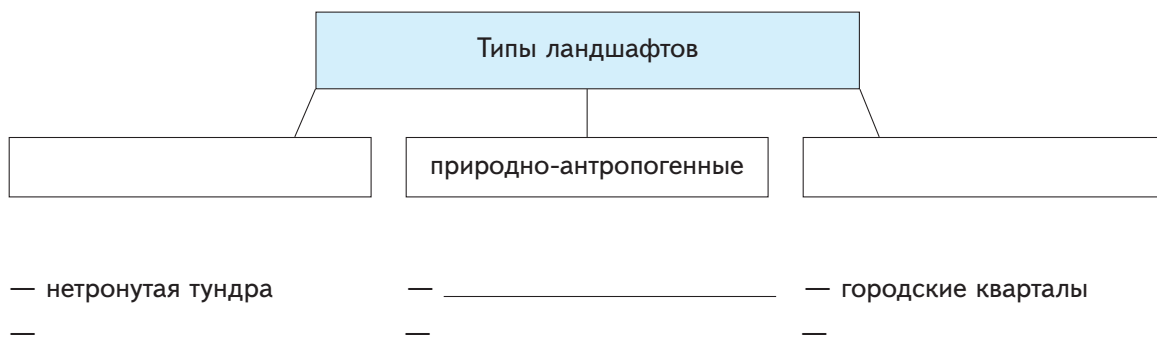 Типы ландшафтов
природно-антропогенные
— нетронутая тундра
— 
— городские кварталы
—
—
—